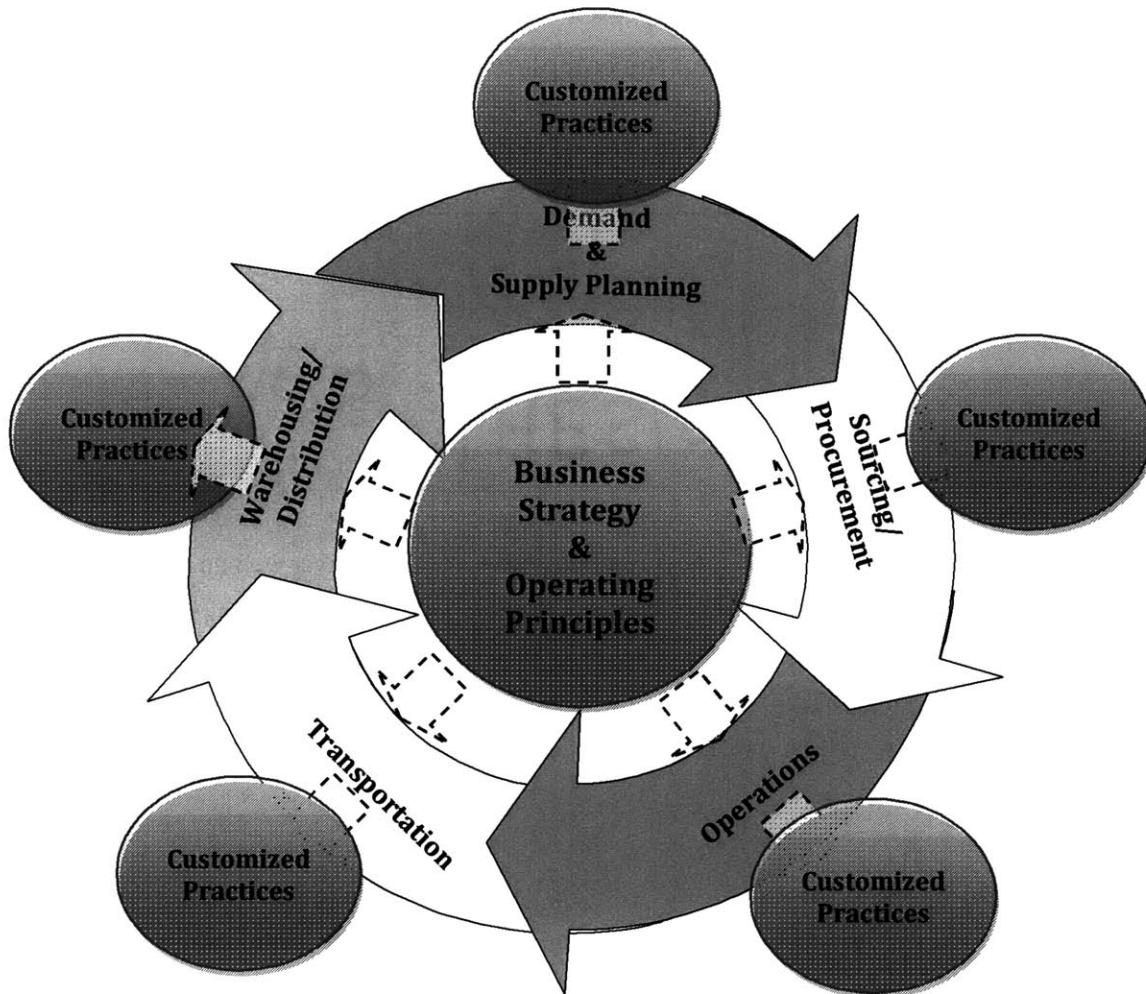 Customized
Practices
Demand
&
Supply Planning
Customized
Practices
Warehousing/
Distribution
Business
Strategy
&
Operating
Principles
Sourcing/
Procurement
Customized
Practices
Transportation
Operations
Customized
Practices
Customized
Practices